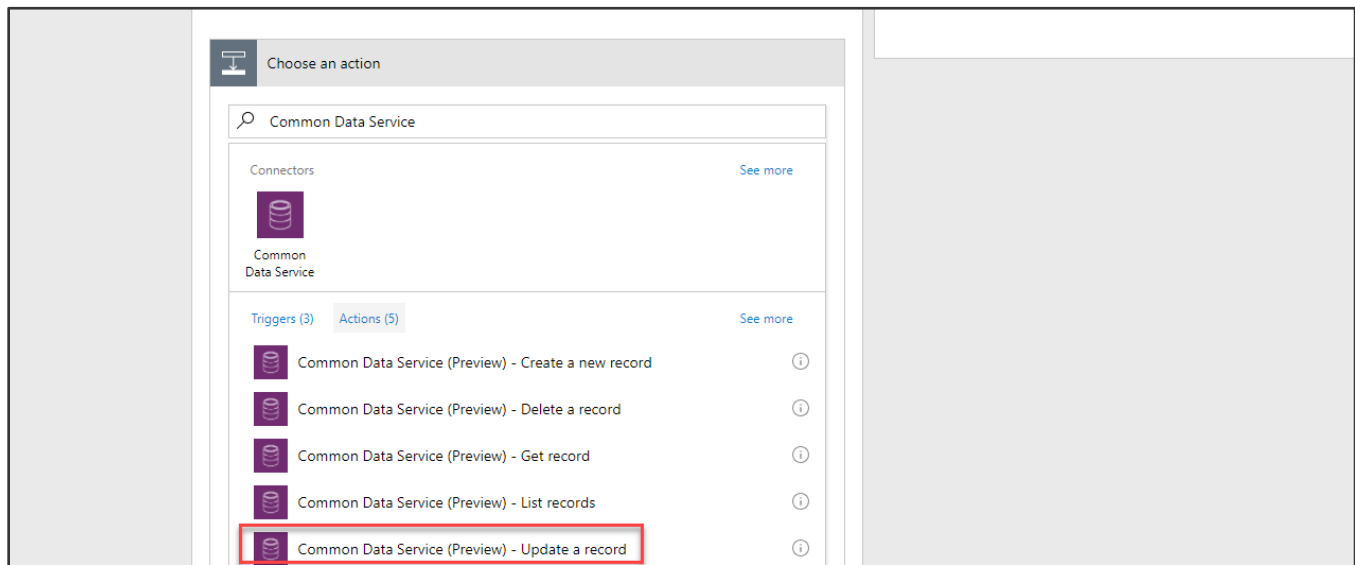 Choose an action
Common Data Service
Connectors
See more
Common
Data Service
Triggers (3)
Actions (5)
See more
Common Data Service (Preview) - Create a new record
Common Data Service (Preview) - Delete a record
Common Data Service (Preview) - Get record
Common Data Service (Preview) - List records
Common Data Service (Preview) - Update a record